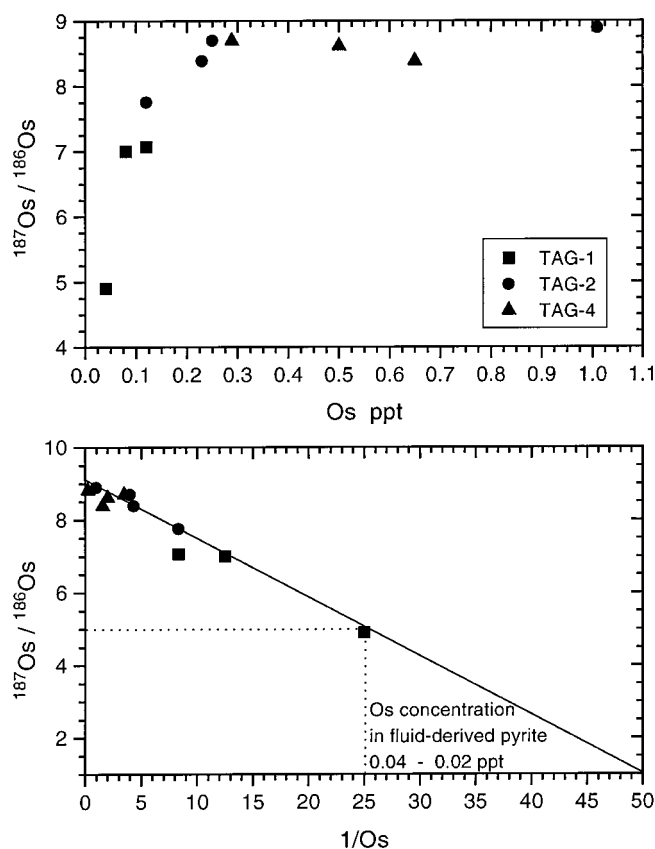 9
8
7
6
5
4
187Os / 186Os
0.0 0.1 0.2 0.3 0.4 0.5 0.6 0.7 0.8 0.9 1.0 1.1
Os ppt
TAG-1
TAG-2
TAG-4
10
8
6
4
2
187Os / 186Os
Os concentration
in fluid-derived pyrite
0.04 - 0.02 ppt
0 5 10 15 20 25 30 35 40 45 50
1/Os